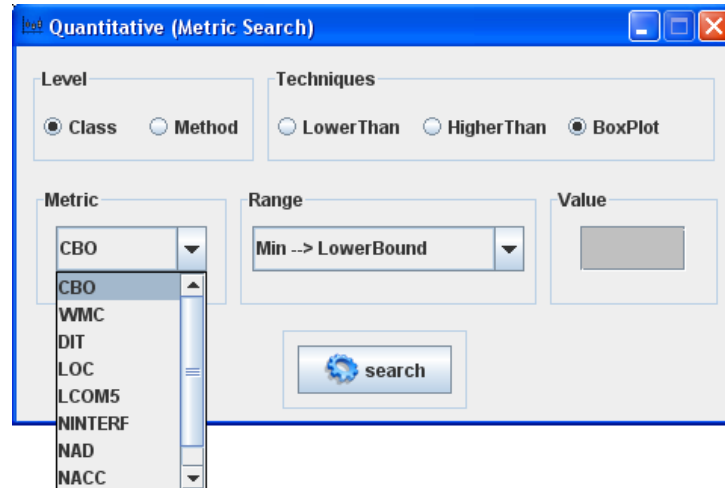 Quantitative (Metric Search)
Level
Techniques
Class
Method
LowerThan
HigherThan
BoxPlot
Metric
Range
Value
CBO
Min --> LowerBound
CBO
WMC
DIT
LOC
LCOM5
NINTERF
NAD
NACC
search